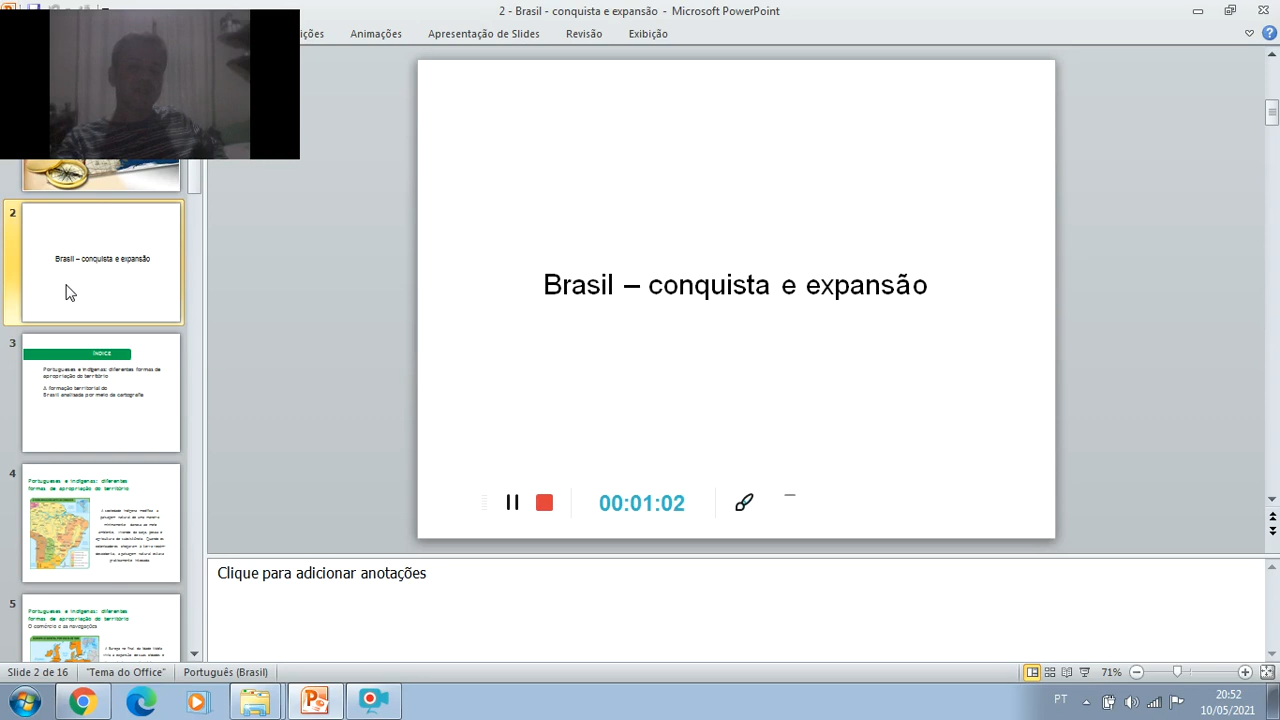 2 - Brasil - conquista e expansão - Microsoft PowerPoint
ições Animações Apresentação de Slides Revisão Exibição
2
Brasil – conquista e expansão
3
ÍNDICE
Portugueses e indígenas: diferentes formas de
apropriação do território
A formação territorial do
Brasil analisada por meio da cartografia
4
Portugueses e indígenas: diferentes
formas de apropriação do território
5
Portugueses e indígenas: diferentes
formas de apropriação do território
O comércio e as navegações
Brasil – conquista e expansão
00:01:02
Clique para adicionar anotações
Slide 2 de 16 "Tema do Office" Português (Brasil) 71%
PT 20:52
10/05/2021